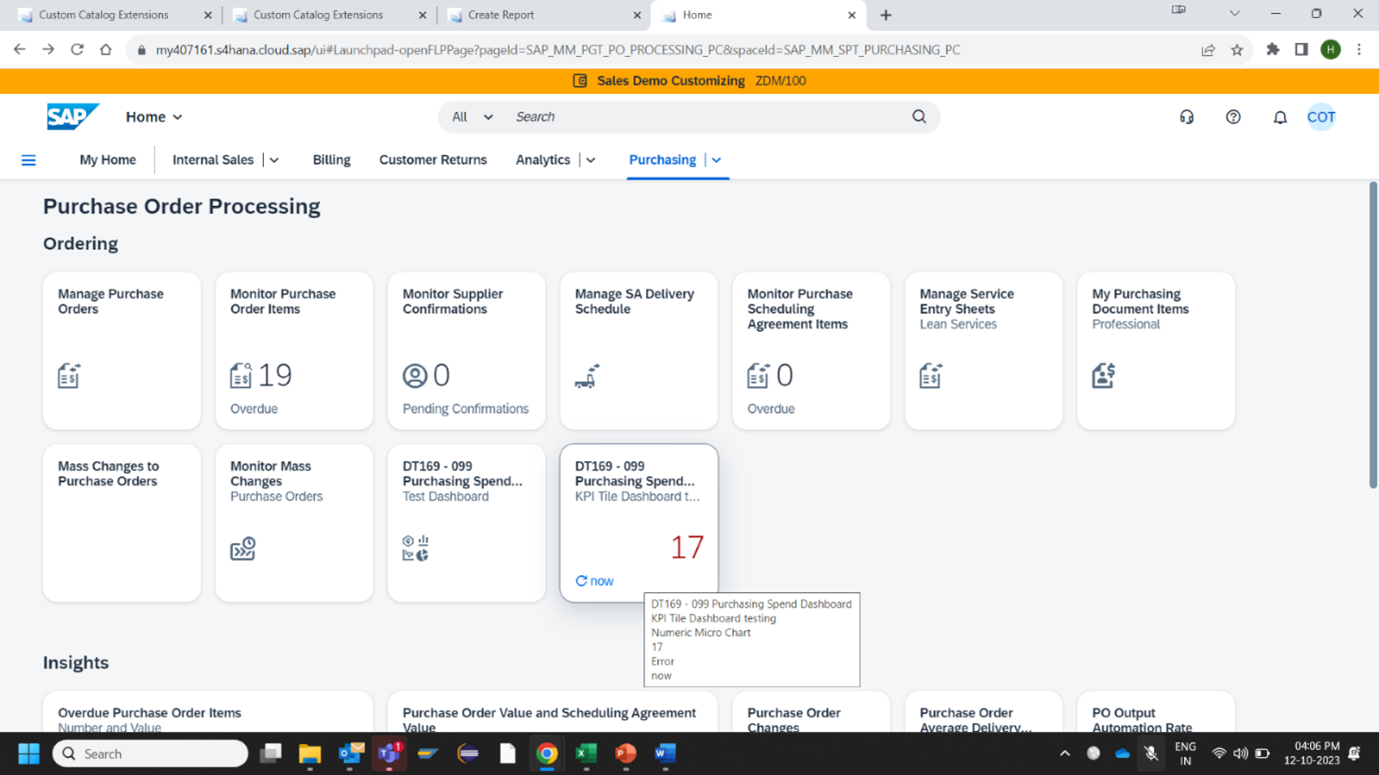 Custom Catalog Extensions
Custom Catalog Extensions
Create Report
Home
my407161.s4hana.cloud.sap/ui#Launchpad-openFLPPage?pageId=SAP_MM_PGT_PO_PROCESSING_PC&spaceId=SAP_MM_SPT_PURCHASING_PC
H
Sales Demo Customizing ZDM/100
SAP Home
All Search
COT
My Home Internal Sales Billing Customer Returns Analytics Purchasing
Purchase Order Processing
Ordering
Manage Purchase
Orders
Monitor Purchase
Order Items
19
Overdue
Monitor Supplier
Confirmations
0
Pending Confirmations
Manage SA Delivery
Schedule
Monitor Purchase
Scheduling
Agreement Items
0
Overdue
Manage Service
Entry Sheets
Lean Services
My Purchasing
Document Items
Professional
Mass Changes to
Purchase Orders
Monitor Mass
Changes
Purchase Orders
DT169 - 099
Purchasing Spend...
Test Dashboard
DT169 - 099
Purchasing Spend...
KPI Tile Dashboard t...
17
now
DT169 - 099 Purchasing Spend Dashboard
KPI Tile Dashboard testing
Numeric Micro Chart
17
Error
now
Insights
Overdue Purchase Order Items
Number and Value
Purchase Order Value and Scheduling Agreement
Value
Purchase Order
Changes
Purchase Order
Average Delivery...
PO Output
Automation Rate
Search
1
ENG
IN
04:06 PM
12-10-2023